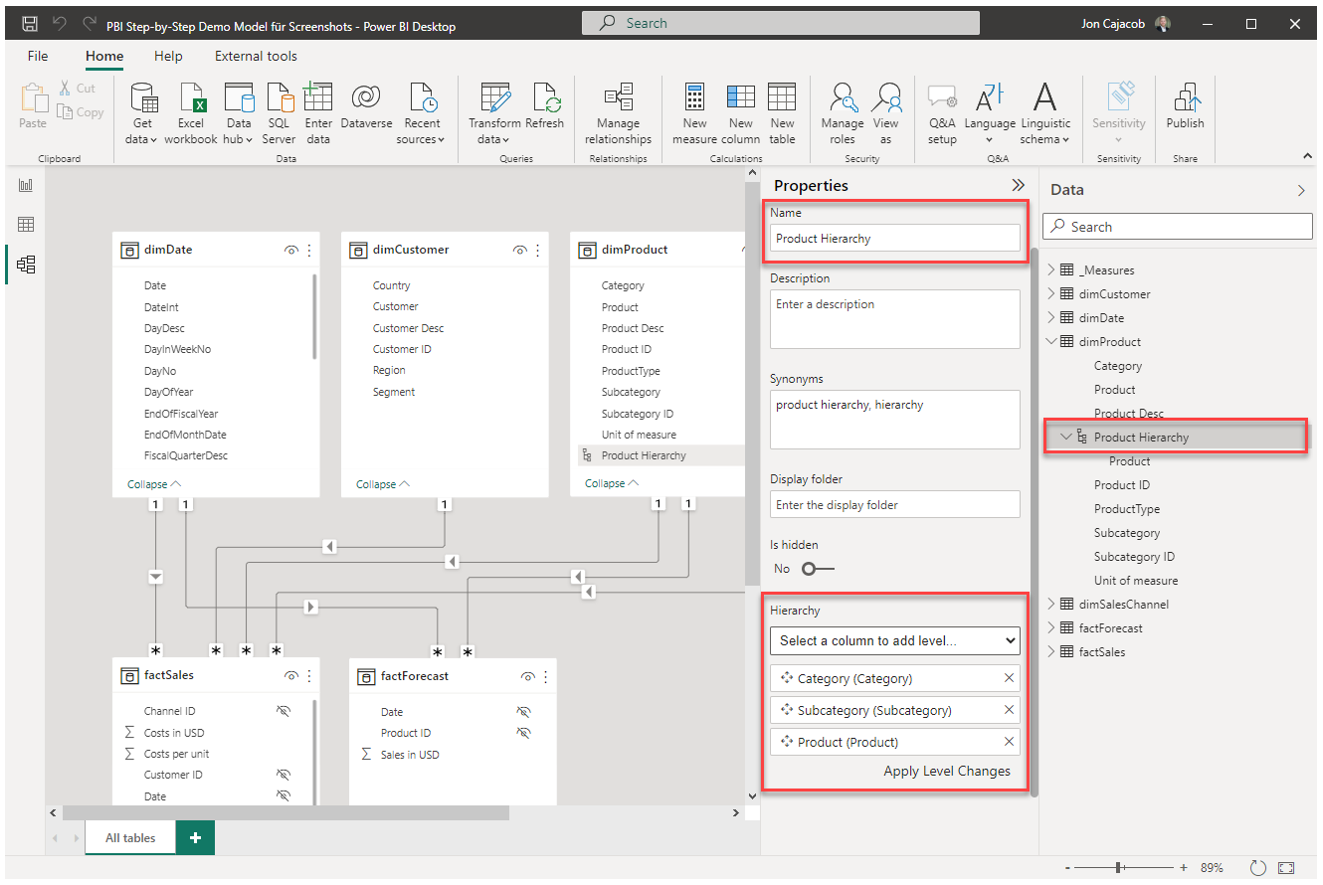 PBI Step-by-Step Demo Model für Screenshots - Power BI Desktop
Search
Jon Cajacob
File Home Help External tools
Paste
Cut
Copy
Clipboard
Get data
Excel workbook
Data hub
SQL Server
Enter data
Dataverse
Recent sources
Data
Transform data
Refresh
Queries
Manage relationships
Relationships
New measure
New column
New table
Calculations
Manage roles
View as
Security
Q&A setup
Language
Linguistic schema
Q&A
Sensitivity
Sensitivity
Publish
Share
dimDate
Date
DateInt
DayDesc
DayInWeekNo
DayNo
DayOfYear
EndOfFiscalYear
EndOfMonthDate
FiscalQuarterDesc
Collapse
dimCustomer
Country
Customer
Customer Desc
Customer ID
Region
Segment
Collapse
dimProduct
Category
Product
Product Desc
Product ID
ProductType
Subcategory
Subcategory ID
Unit of measure
Product Hierarchy
Collapse
1 1 1 1 1
* * * * * *
factSales
Channel ID
Σ Costs in USD
Σ Costs per unit
Customer ID
Date
factForecast
Date
Product ID
Σ Sales in USD
All tables +
Properties
Name
Product Hierarchy
Description
Enter a description
Synonyms
product hierarchy, hierarchy
Display folder
Enter the display folder
Is hidden
No
Hierarchy
Select a column to add level...
Category (Category)
Subcategory (Subcategory)
Product (Product)
Apply Level Changes
Data
Search
_Measures
dimCustomer
dimDate
dimProduct
Category
Product
Product Desc
Product Hierarchy
Product
Product ID
ProductType
Subcategory
Subcategory ID
Unit of measure
dimSalesChannel
factForecast
factSales
- + 89%